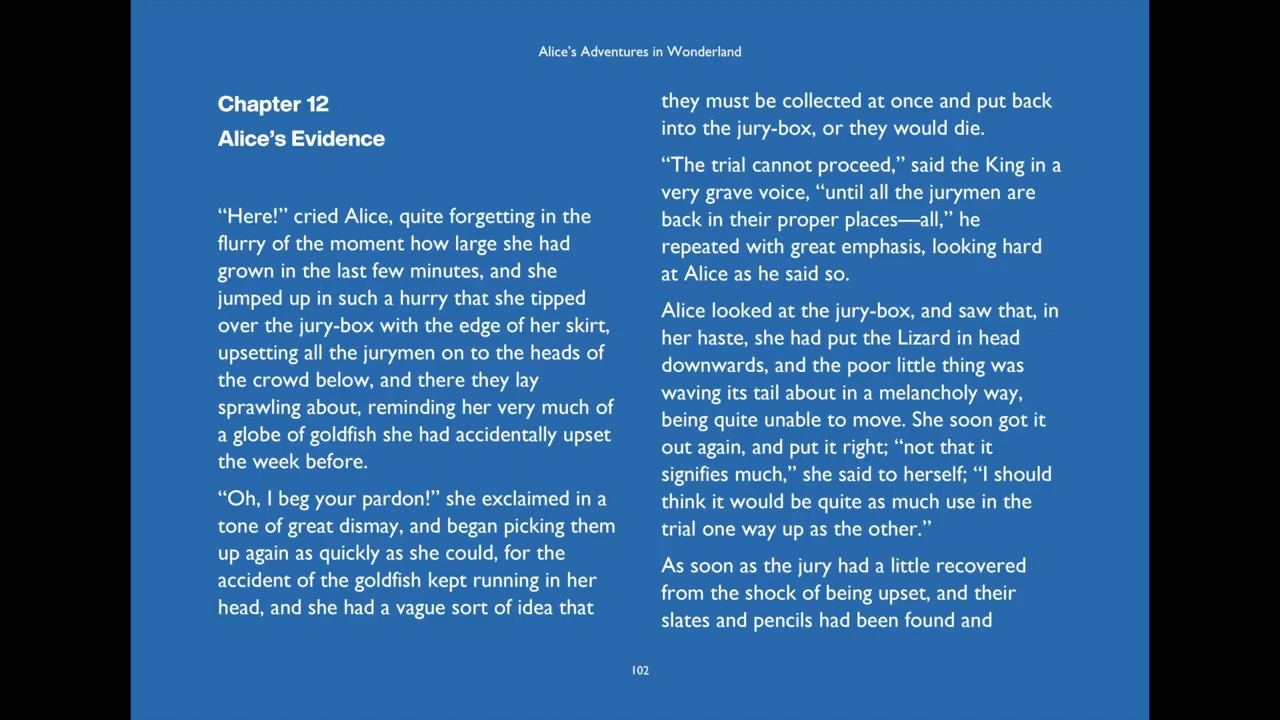 Alice’s Adventures in Wonderland
Chapter 12
Alice’s Evidence
“Here!” cried Alice, quite forgetting in the
flurry of the moment how large she had
grown in the last few minutes, and she
jumped up in such a hurry that she tipped
over the jury-box with the edge of her skirt,
upsetting all the jurymen on to the heads of
the crowd below, and there they lay
sprawling about, reminding her very much of
a globe of goldfish she had accidentally upset
the week before.
“Oh, I beg your pardon!” she exclaimed in a
tone of great dismay, and began picking them
up again as quickly as she could, for the
accident of the goldfish kept running in her
head, and she had a vague sort of idea that
they must be collected at once and put back
into the jury-box, or they would die.
“The trial cannot proceed,” said the King in a
very grave voice, “until all the jurymen are
back in their proper places—all,” he
repeated with great emphasis, looking hard
at Alice as he said so.
Alice looked at the jury-box, and saw that, in
her haste, she had put the Lizard in head
downwards, and the poor little thing was
waving its tail about in a melancholy way,
being quite unable to move. She soon got it
out again, and put it right; “not that it
signifies much,” she said to herself; “I should
think it would be quite as much use in the
trial one way up as the other.”
As soon as the jury had a little recovered
from the shock of being upset, and their
slates and pencils had been found and
102